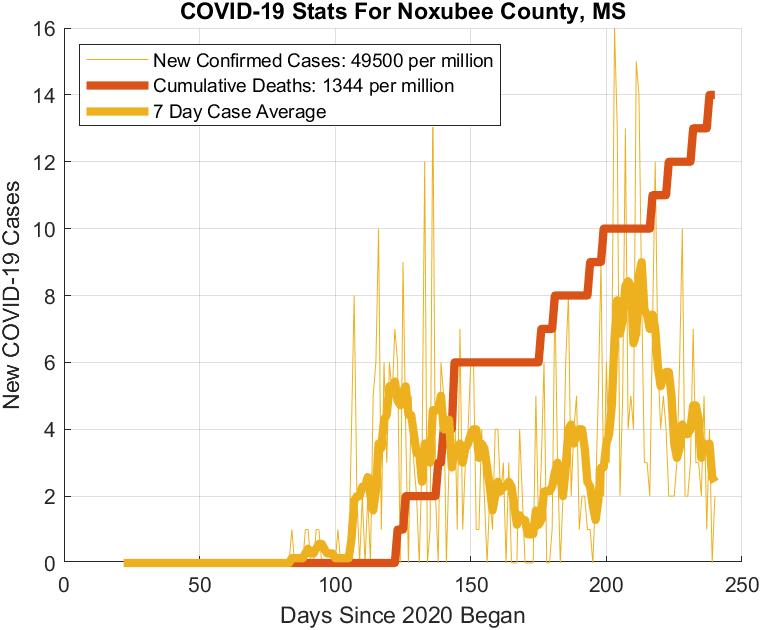 COVID-19 Stats For Noxubee County, MS
New Confirmed Cases: 49500 per million
Cumulative Deaths: 1344 per million
7 Day Case Average
New COVID-19 Cases
16
14
12
10
8
6
4
2
0
0 50 100 150 200 250
Days Since 2020 Began